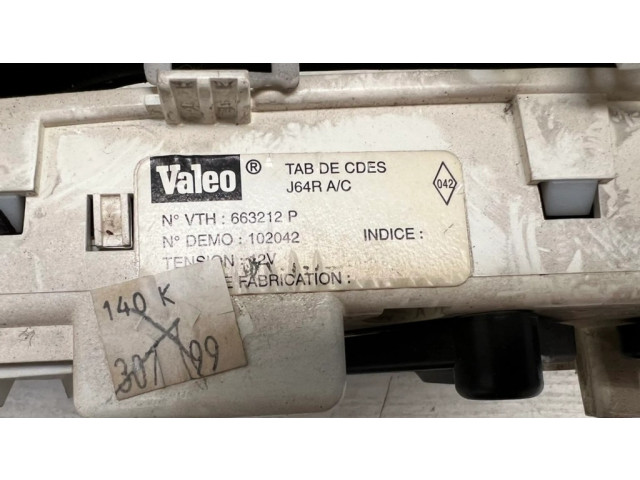 Valeo® TAB DE CDES
J64R A/C
042
N° VTH : 663212 P
N° DEMO : 102042 INDICE :
TENSION : 12V
E FABRICATION :
140 K
99